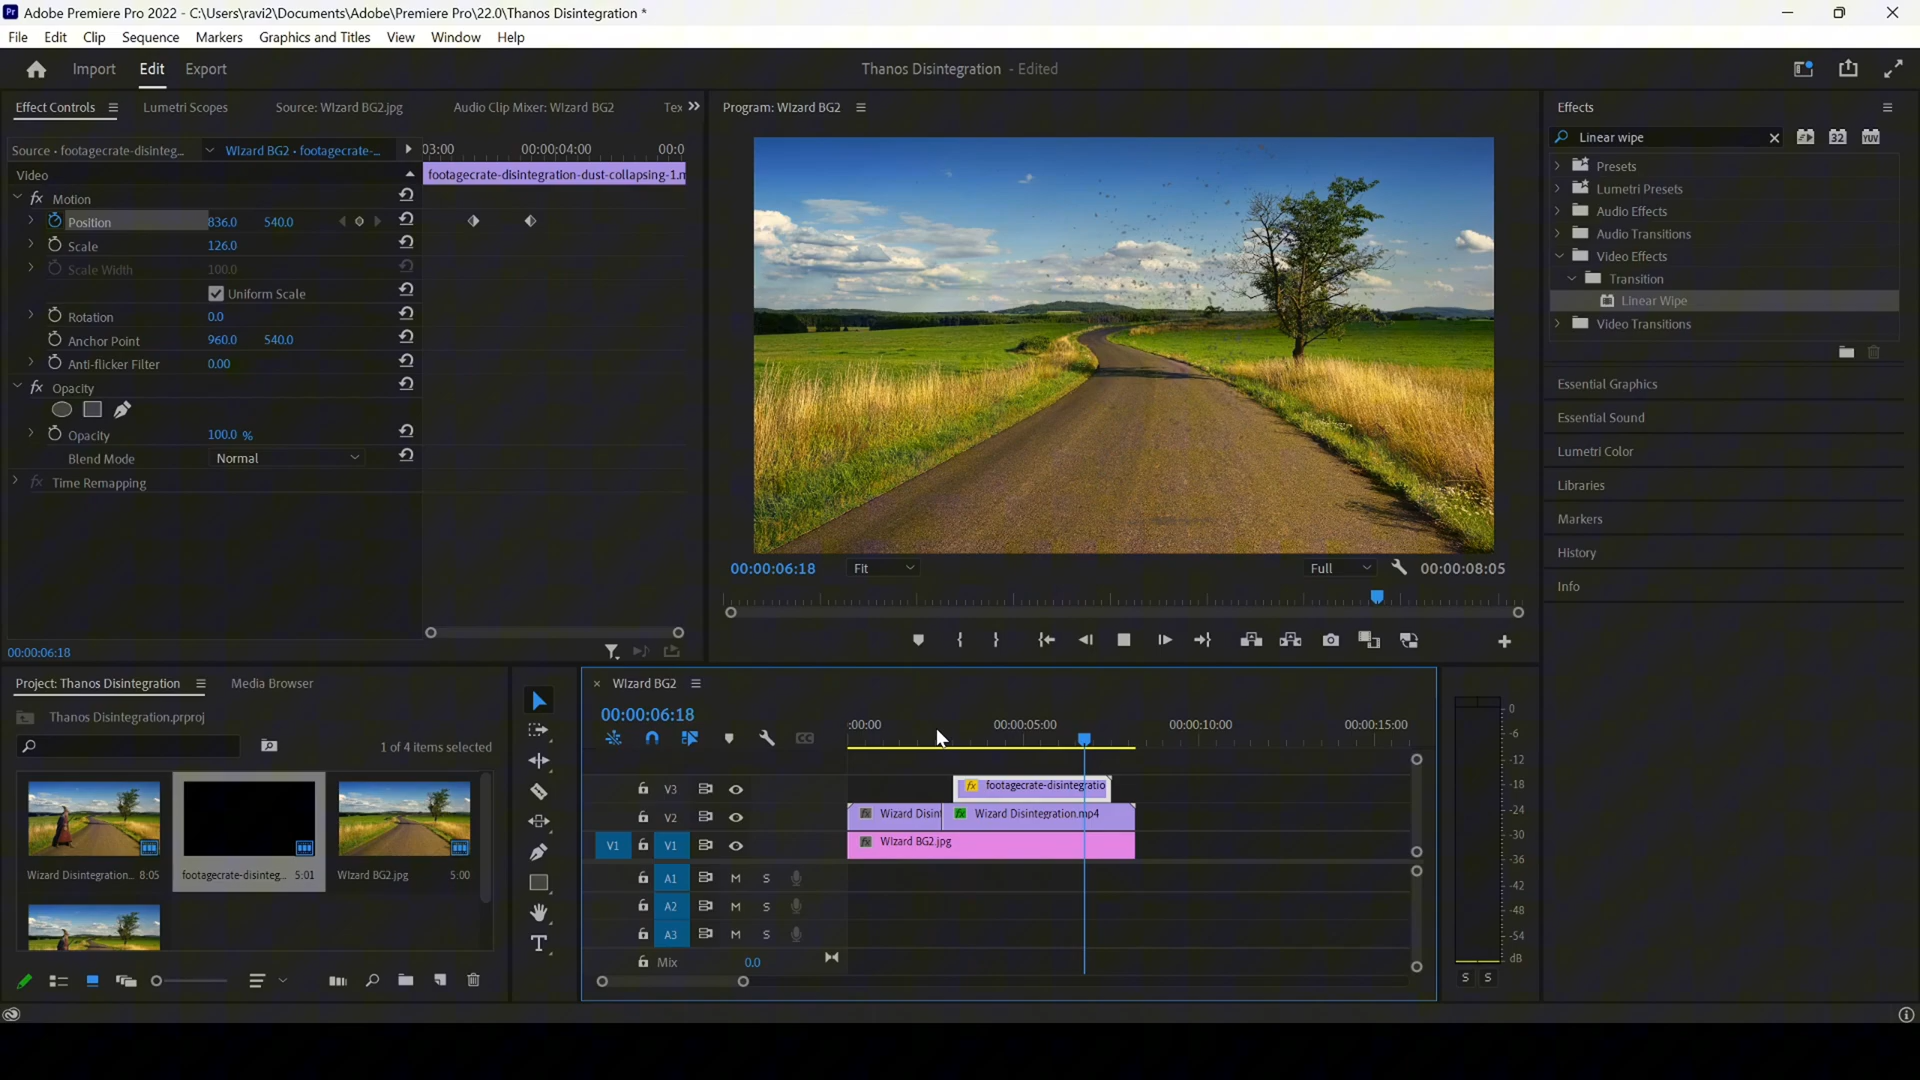 Adobe Premiere Pro 2022 - C:\Users\ravi2\Documents\Adobe\Premiere Pro\22.0\Thanos Disintegration *
File Edit Clip Sequence Markers Graphics and Titles View Window Help
Import Edit Export
Thanos Disintegration - Edited
Effect Controls Lumetri Scopes Source: WIzard BG2.jpg Audio Clip Mixer: WIzard BG2 Tex
Program: WIzard BG2
Effects
Linear wipe
Source • footagecrate-disinteg... WIzard BG2 • footagecrate-...
03:00 00:00:04:00 00:0
Video
footagecrate-disintegration-dust-collapsing-1.m
fx Motion
Position 836.0 540.0
Scale 126.0
Scale Width 100.0
Uniform Scale
Rotation 0.0
Anchor Point 960.0 540.0
Anti-flicker Filter 0.00
fx Opacity
Opacity 100.0 %
Blend Mode Normal
fx Time Remapping
00:00:06:18
00:00:06:18 Fit Full 00:00:08:05
Presets
Lumetri Presets
Audio Effects
Audio Transitions
Video Effects
Transition
Linear Wipe
Video Transitions
Essential Graphics
Essential Sound
Lumetri Color
Libraries
Markers
History
Info
Project: Thanos Disintegration Media Browser
Thanos Disintegration.prproj
1 of 4 items selected
Wizard Disintegration... 8:05
footagecrate-disinteg... 5:01
WIzard BG2.jpg 5:00
WIzard BG2
00:00:06:18
:00:00 00:00:05:00 00:00:10:00 00:00:15:00
V3 fx footagecrate-disintegratio
V2 fx Wizard Disint fx Wizard Disintegration.mp4
V1 V1 fx WIzard BG2.jpg
A1 M S
A2 M S
A3 M S
Mix 0.0
0
-6
-12
-18
-24
-30
-36
-42
-48
-54
dB
S S